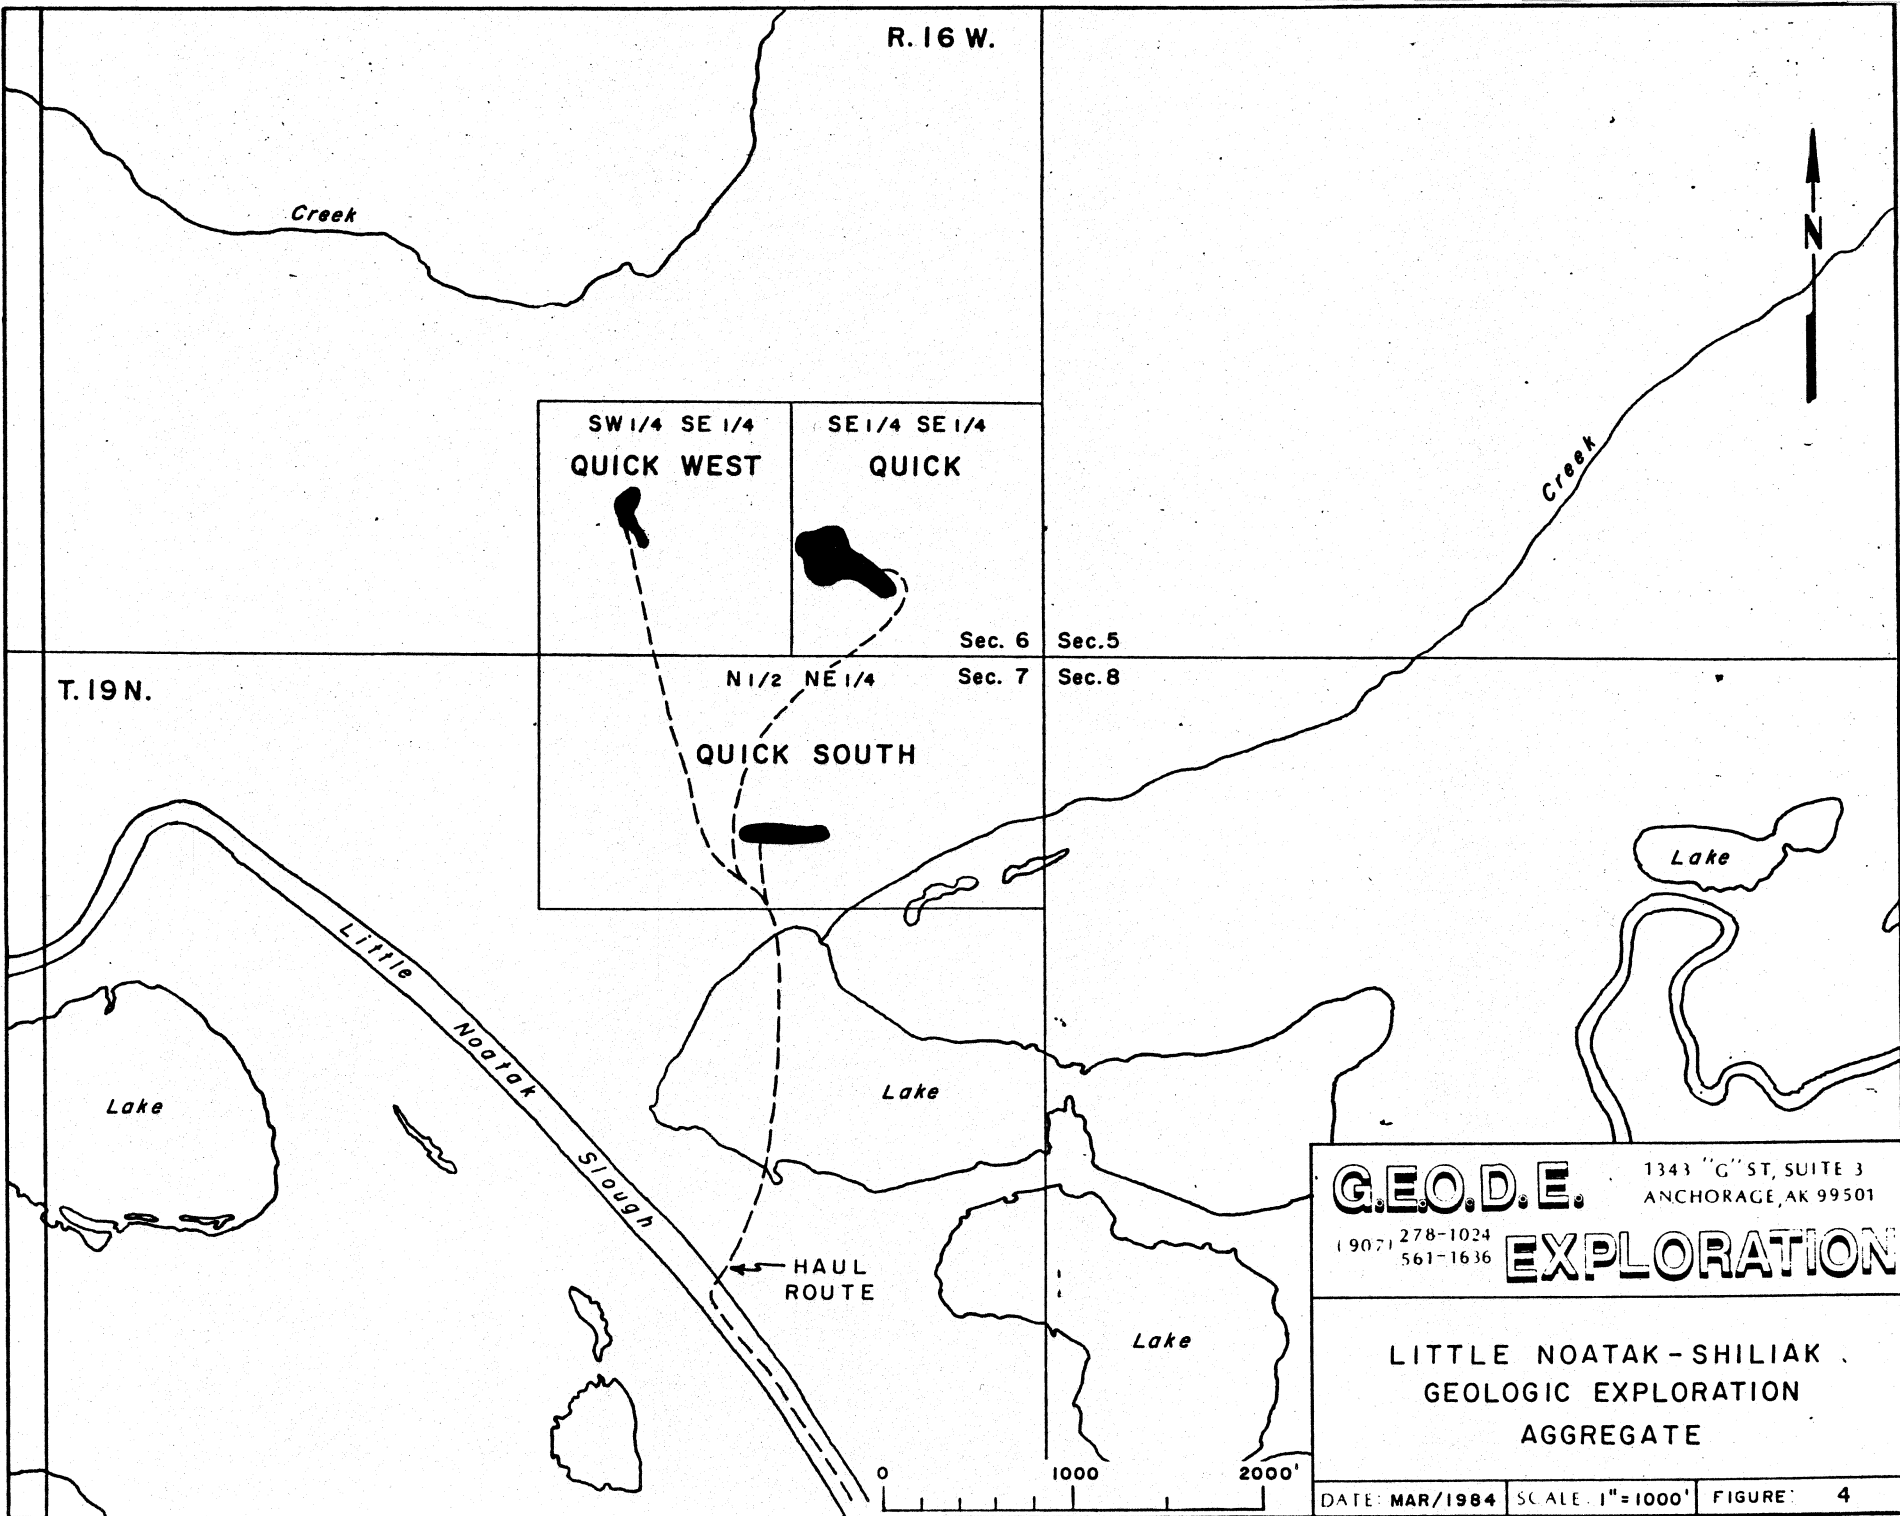 R. 16 W.
Creek
N
Creek
SW 1/4 SE 1/4
SE 1/4 SE 1/4
QUICK WEST
QUICK
Sec. 6
Sec. 5
T. 19 N.
N 1/2 NE 1/4
Sec. 7
Sec. 8
QUICK SOUTH
Lake
Little Noatak Slough
Lake
Lake
HAUL
ROUTE
Lake
G.E.O.D.E.
1343 "G" ST, SUITE 3
ANCHORAGE, AK 99501
(907) 278-1024
561-1636
EXPLORATION
LITTLE NOATAK - SHILIAK
GEOLOGIC EXPLORATION
AGGREGATE
0 1000 2000'
DATE: MAR/1984 SCALE: 1"=1000' FIGURE: 4